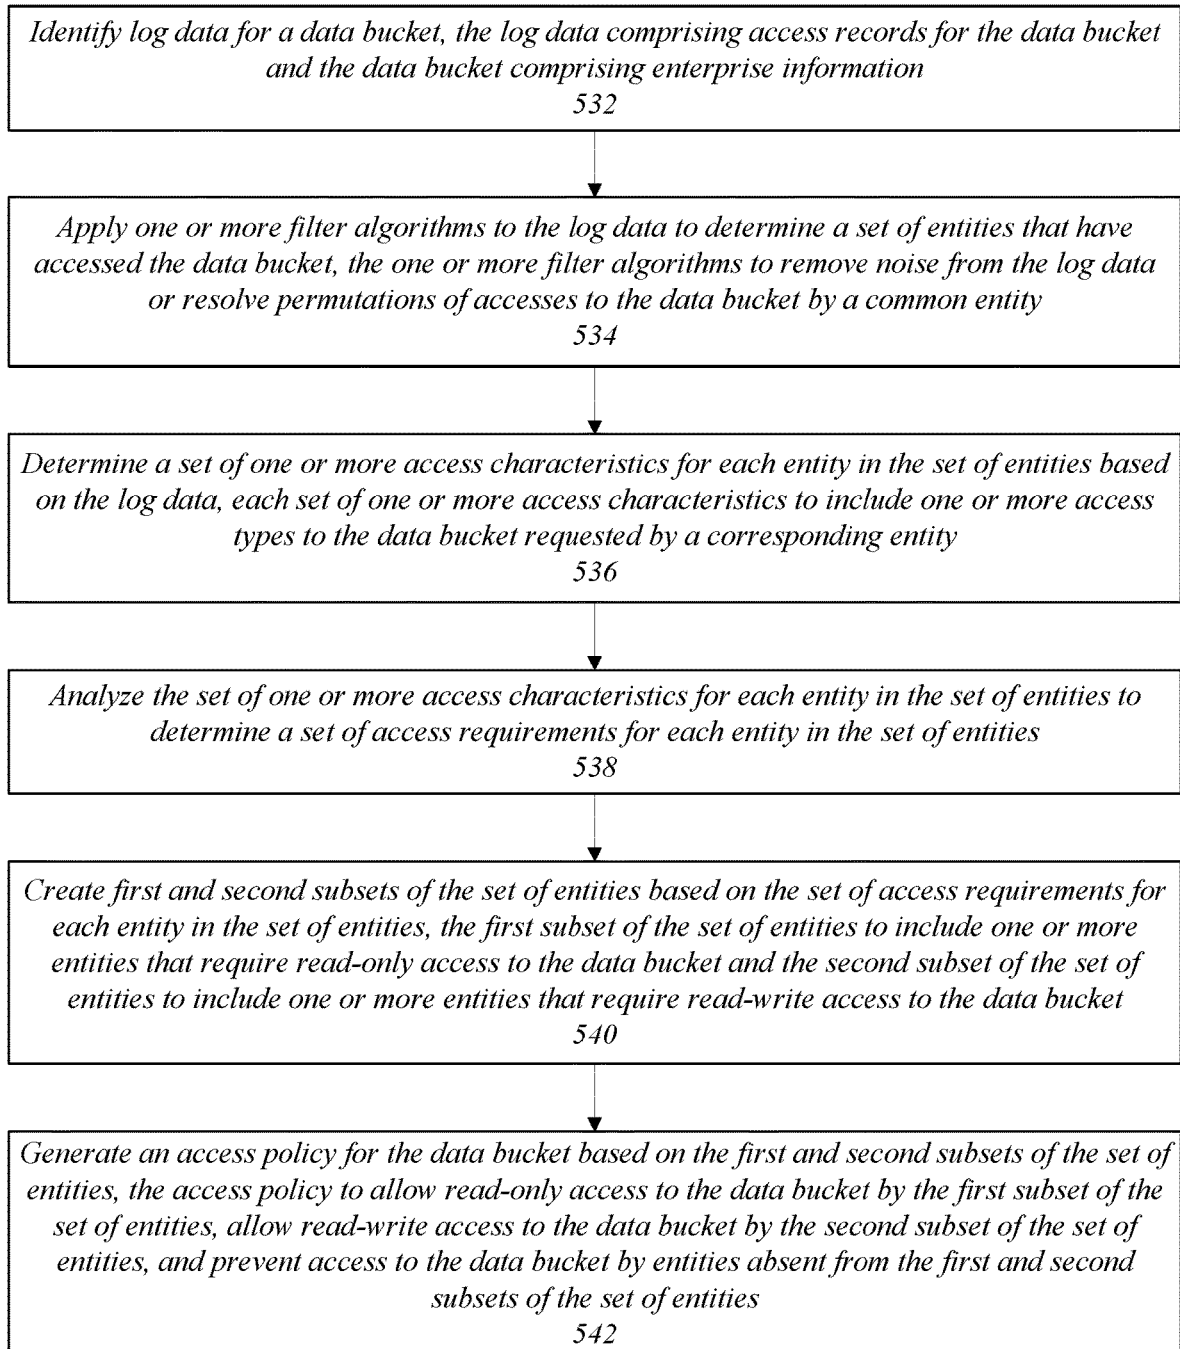 Identify log data for a data bucket, the log data comprising access records for the data bucket
and the data bucket comprising enterprise information
532
Apply one or more filter algorithms to the log data to determine a set of entities that have
accessed the data bucket, the one or more filter algorithms to remove noise from the log data
or resolve permutations of accesses to the data bucket by a common entity
534
Determine a set of one or more access characteristics for each entity in the set of entities based
on the log data, each set of one or more access characteristics to include one or more access
types to the data bucket requested by a corresponding entity
536
Analyze the set of one or more access characteristics for each entity in the set of entities to
determine a set of access requirements for each entity in the set of entities
538
Create first and second subsets of the set of entities based on the set of access requirements for
each entity in the set of entities, the first subset of the set of entities to include one or more
entities that require read-only access to the data bucket and the second subset of the set of
entities to include one or more entities that require read-write access to the data bucket
540
Generate an access policy for the data bucket based on the first and second subsets of the set of
entities, the access policy to allow read-only access to the data bucket by the first subset of the
set of entities, allow read-write access to the data bucket by the second subset of the set of
entities, and prevent access to the data bucket by entities absent from the first and second
subsets of the set of entities
542